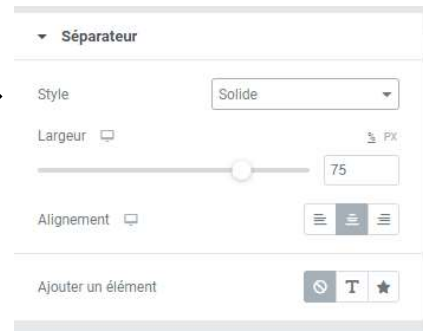 Séparateur
Style Solide
Largeur % PX
75
Alignement
Ajouter un élément T